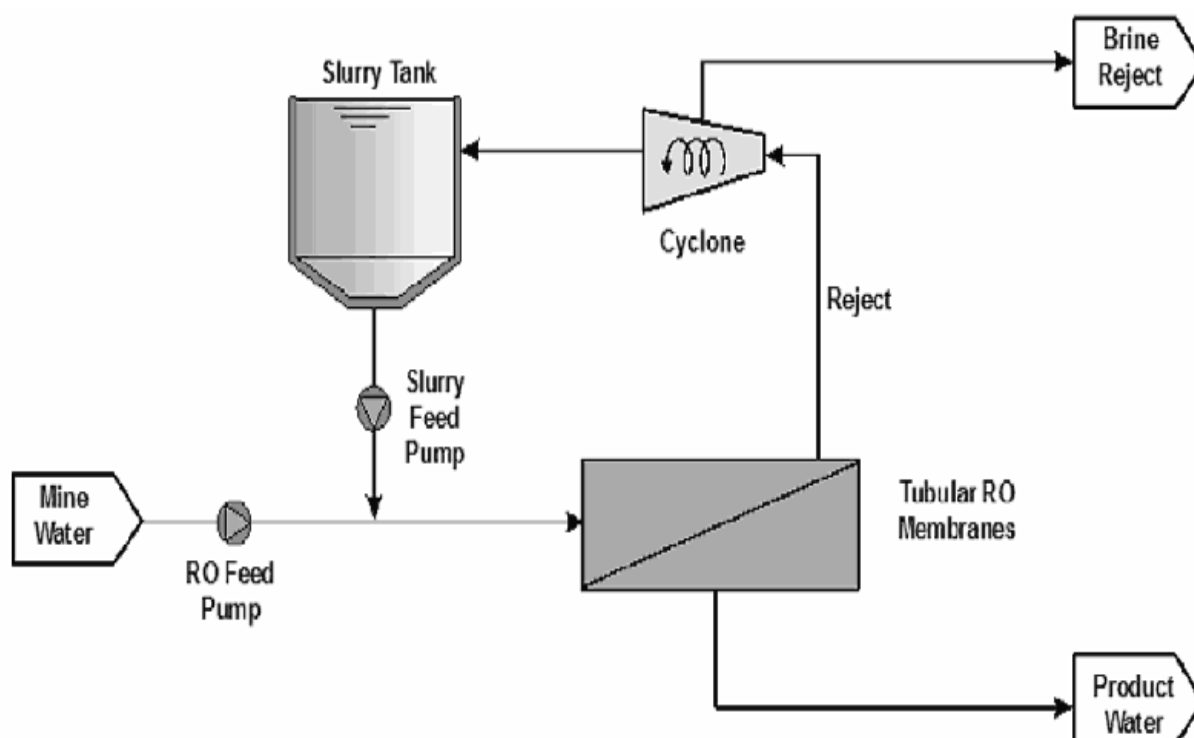 Brine
Reject
Slurry Tank
Cyclone
Reject
Slurry
Feed
Pump
Mine
Water
RO Feed
Pump
Tubular RO
Membranes
Product
Water